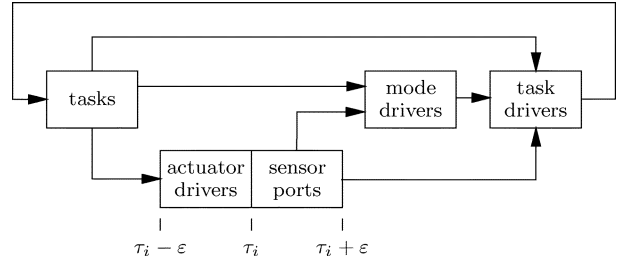 tasks
mode
drivers
task
drivers
actuator
drivers
sensor
ports
τᵢ − ε
τᵢ
τᵢ + ε